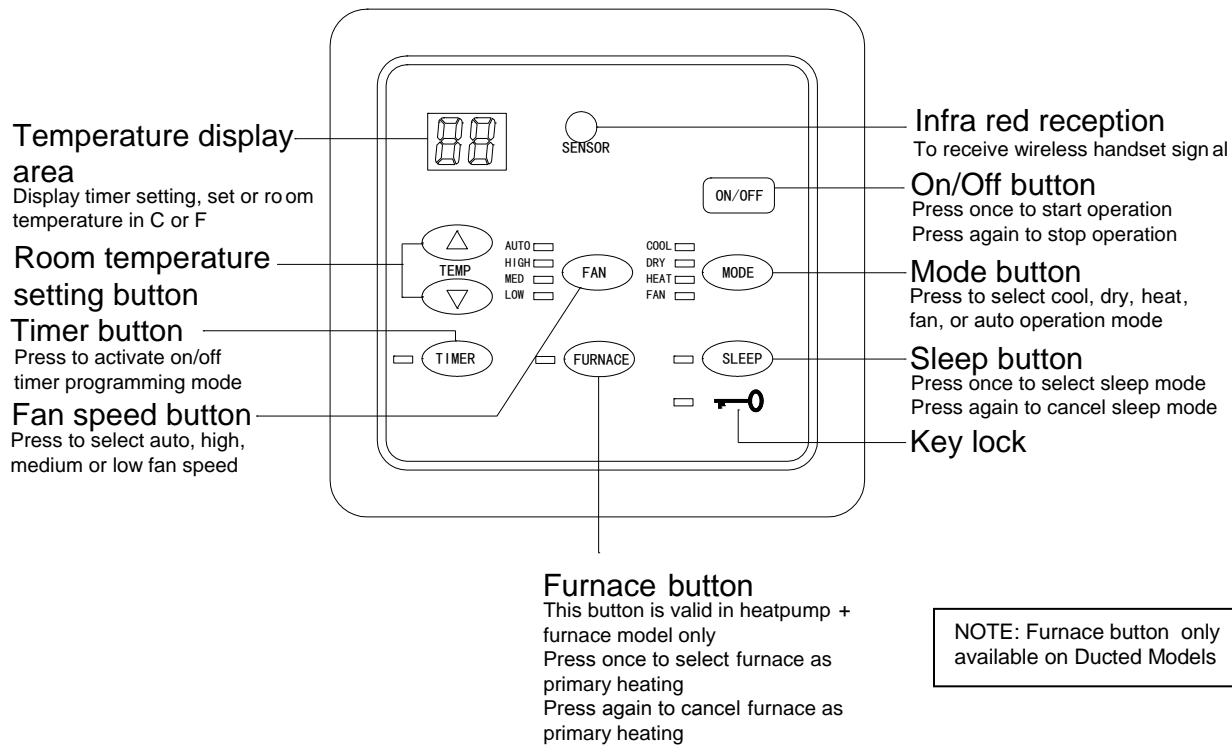 Temperature display
area
Display timer setting, set or room
temperature in C or F
Room temperature
setting button
Timer button
Press to activate on/off
timer programming mode
Fan speed button
Press to select auto, high,
medium or low fan speed
88
SENSOR
ON/OFF
TEMP
AUTO
HIGH
MED
LOW
FAN
COOL
DRY
HEAT
FAN
MODE
TIMER
FURNACE
SLEEP
Infra red reception
To receive wireless handset signal
On/Off button
Press once to start operation
Press again to stop operation
Mode button
Press to select cool, dry, heat,
fan, or auto operation mode
Sleep button
Press once to select sleep mode
Press again to cancel sleep mode
Key lock
Furnace button
This button is valid in heatpump +
furnace model only
Press once to select furnace as
primary heating
Press again to cancel furnace as
primary heating
NOTE: Furnace button only
available on Ducted Models